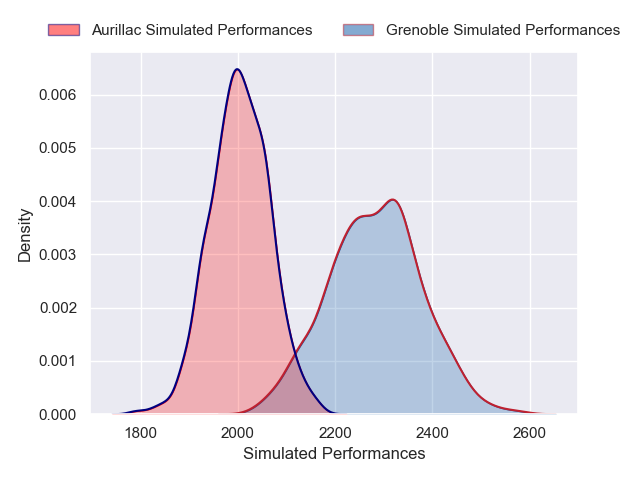 Aurillac Simulated Performances Grenoble Simulated Performances
0.006
0.005
0.004
0.003
0.002
0.001
0.000
Density
1800 2000 2200 2400 2600
Simulated Performances